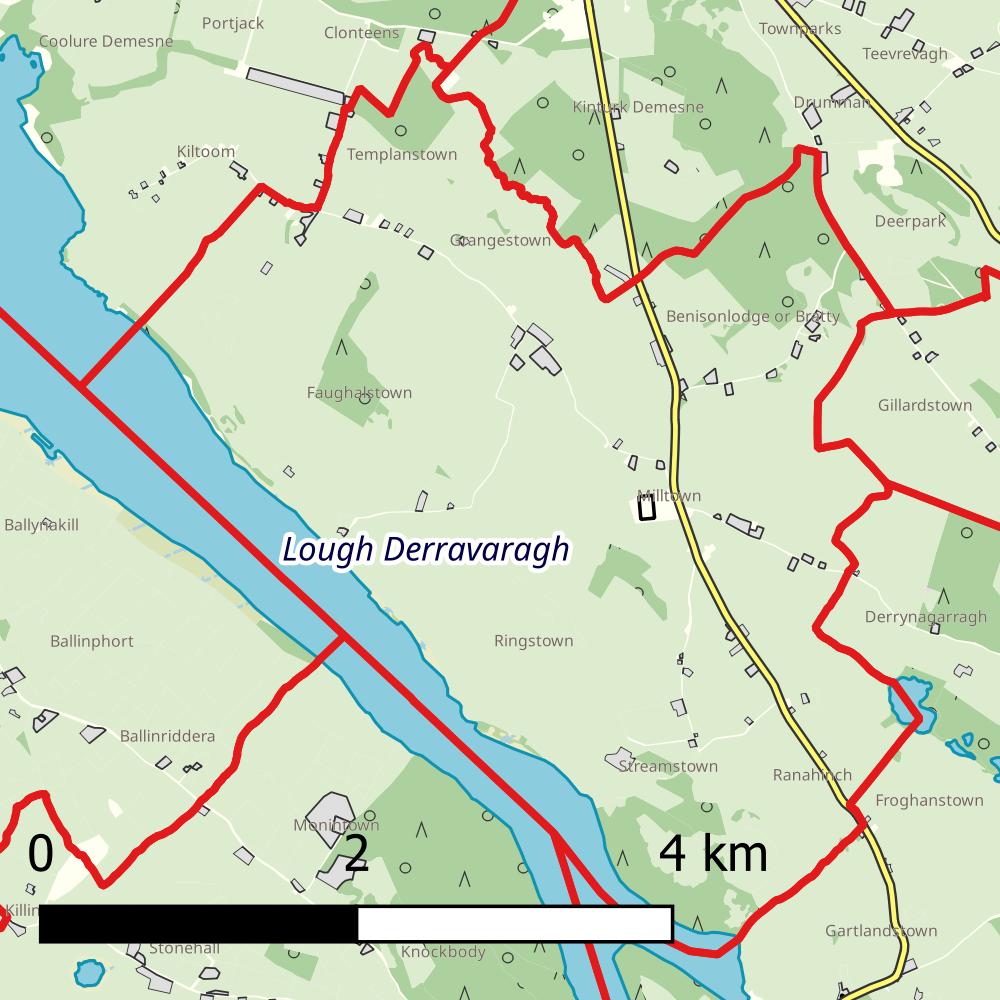 Portjack
Clonteens
Townparks
Coolure Demesne
Teevrevagh
Kinturk Demesne
Drumman
Kiltoom
Templanstown
Deerpark
Grangestown
Benisonlodge or Bratty
Faughalstown
Gillardstown
Milltown
Ballynakill
Lough Derravaragh
Derrynagarragh
Ballinphort
Ringstown
Ballinriddera
Streamstown
Ranahinch
Froghanstown
Monintown
0 2 4 km
Gartlandstown
Stonehall
Knockbody